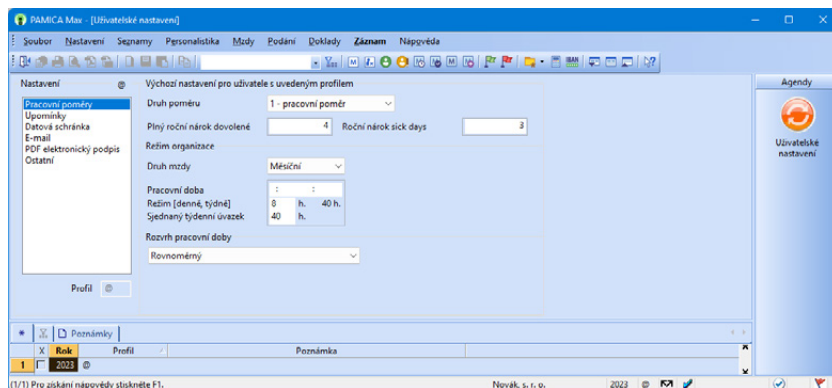 PAMICA Max - [Uživatelské nastavení]
Soubor Nastavení Seznamy Personalistika Mzdy Podání Doklady Záznam Nápověda
Nastavení @
Pracovní poměry
Upomínky
Datová schránka
E-mail
PDF elektronický podpis
Ostatní
Profil @
Výchozí nastavení pro uživatele s uvedeným profilem
Druh poměru 1 - pracovní poměr
Plný roční nárok dovolené 4 Roční nárok sick days 3
Režim organizace
Druh mzdy Měsíční
Pracovní doba : :
Režim [denně, týdně] 8 h. 40 h.
Sjednaný týdenní úvazek 40 h.
Rozvrh pracovní doby
Rovnoměrný
Agendy
Uživatelské
nastavení
* Poznámky
X Rok Profil Poznámka
1 2023 @
(1/1) Pro získání nápovědy stiskněte F1. Novák, s. r. o. 2023 @